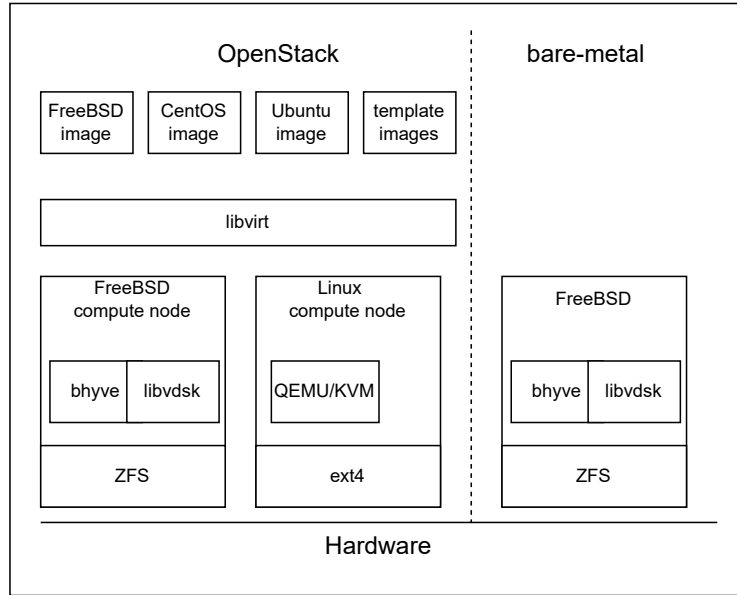 OpenStack
bare-metal
FreeBSD
image
CentOS
image
Ubuntu
image
template
images
libvirt
FreeBSD
compute node
Linux
compute node
FreeBSD
bhyve
libvdsk
QEMU/KVM
bhyve
libvdsk
ZFS
ext4
ZFS
Hardware